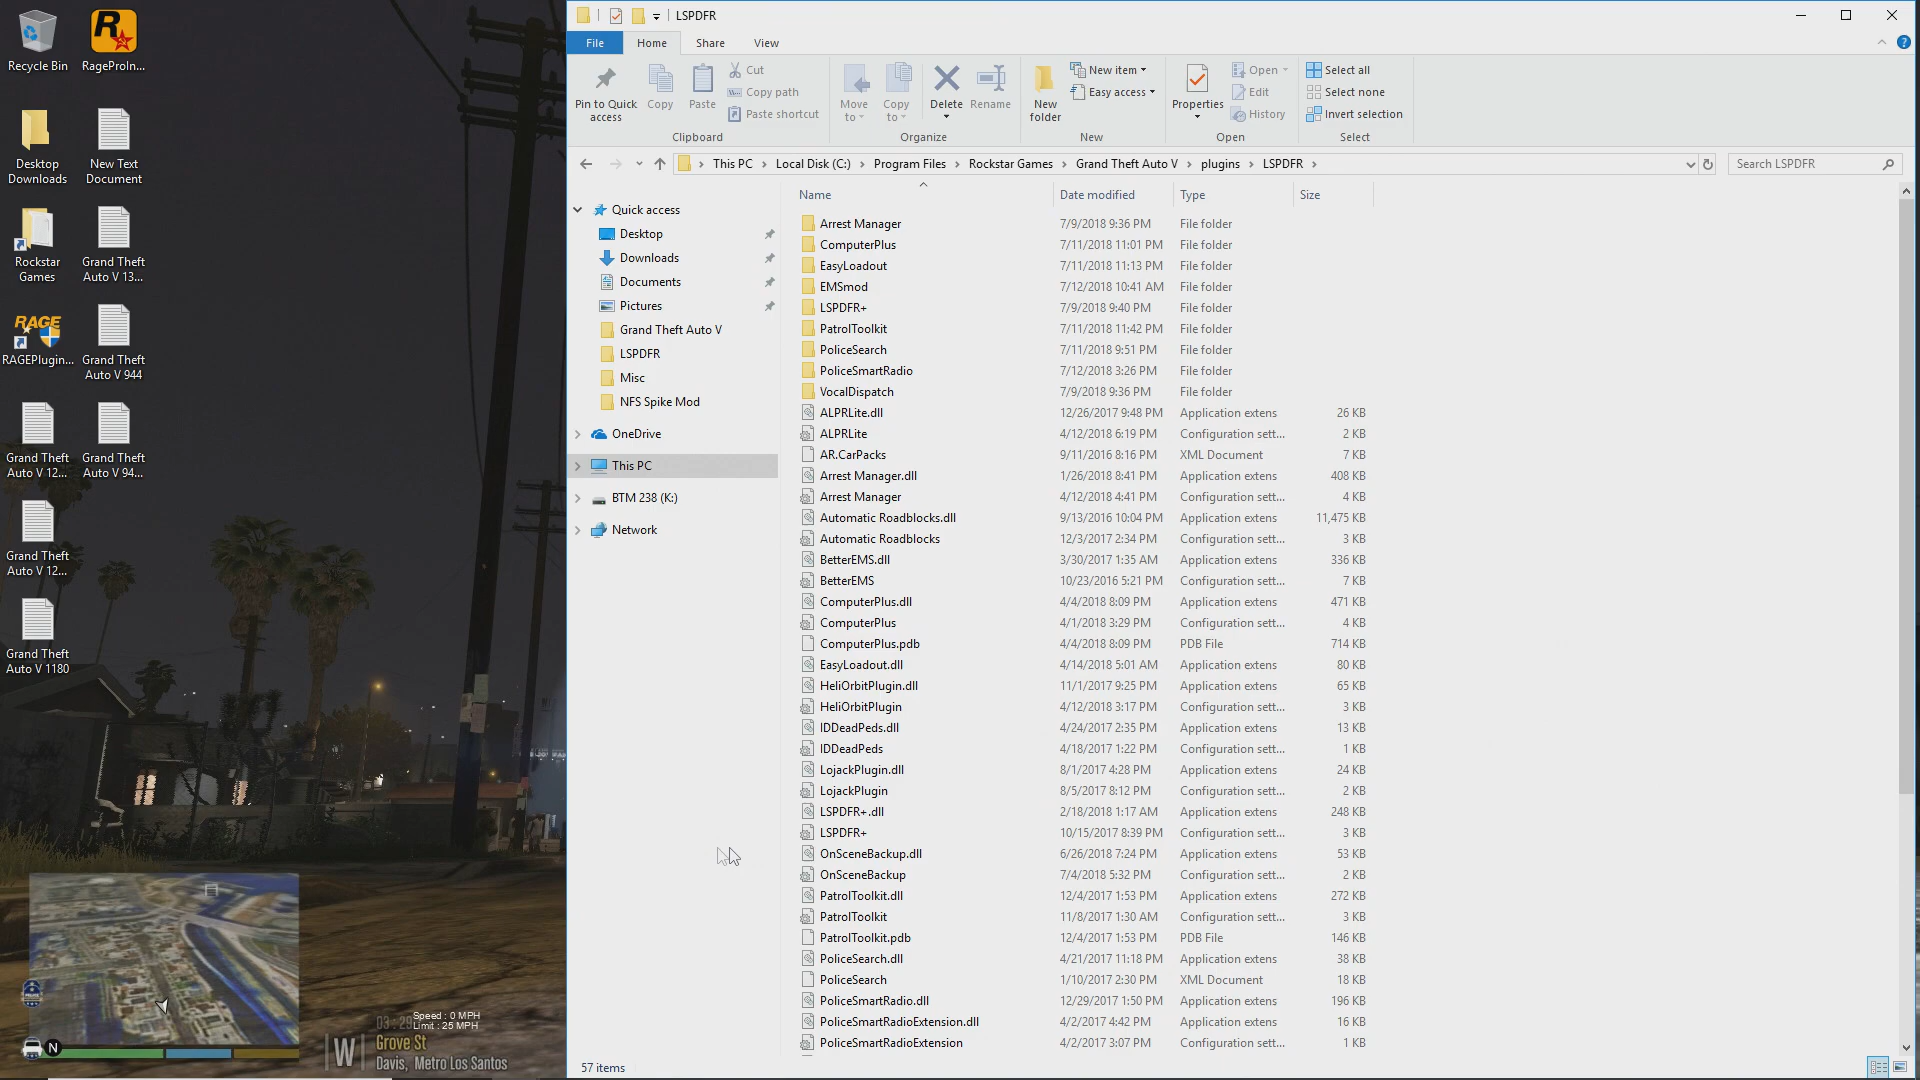 Recycle Bin
RageProIn...
Desktop
Downloads
New Text
Document
Rockstar
Games
Grand Theft
Auto V 13...
RAGE
RAGEPlugin...
Grand Theft
Auto V 944
Grand Theft
Auto V 12...
Grand Theft
Auto V 94...
Grand Theft
Auto V 12...
Grand Theft
Auto V 1180
N
Speed : 0 MPH
Limit : 25 MPH
W
Grove St
Davis, Metro Los Santos
LSPDFR
File Home Share View
Pin to Quick
access
Copy
Paste
Cut
Copy path
Paste shortcut
Clipboard
Move
to
Copy
to
Delete
Rename
Organize
New
folder
New item
Easy access
New
Properties
Open
Edit
History
Open
Select all
Select none
Invert selection
Select
This PC > Local Disk (C:) > Program Files > Rockstar Games > Grand Theft Auto V > plugins > LSPDFR >
Search LSPDFR
Quick access
Desktop
Downloads
Documents
Pictures
Grand Theft Auto V
LSPDFR
Misc
NFS Spike Mod
OneDrive
This PC
BTM 238 (K:)
Network
Name Date modified Type Size
Arrest Manager 7/9/2018 9:36 PM File folder
ComputerPlus 7/11/2018 11:01 PM File folder
EasyLoadout 7/11/2018 11:13 PM File folder
EMSmod 7/12/2018 10:41 AM File folder
LSPDFR+ 7/9/2018 9:40 PM File folder
PatrolToolkit 7/11/2018 11:42 PM File folder
PoliceSearch 7/11/2018 9:51 PM File folder
PoliceSmartRadio 7/12/2018 3:26 PM File folder
VocalDispatch 7/9/2018 9:36 PM File folder
ALPRLite.dll 12/26/2017 9:48 PM Application extens 26 KB
ALPRLite 4/12/2018 6:19 PM Configuration sett... 2 KB
AR.CarPacks 9/11/2016 8:16 PM XML Document 7 KB
Arrest Manager.dll 1/26/2018 8:41 PM Application extens 408 KB
Arrest Manager 4/12/2018 4:41 PM Configuration sett... 4 KB
Automatic Roadblocks.dll 9/13/2016 10:04 PM Application extens 11,475 KB
Automatic Roadblocks 12/3/2017 2:34 PM Configuration sett... 3 KB
BetterEMS.dll 3/30/2017 1:35 AM Application extens 336 KB
BetterEMS 10/23/2016 5:21 PM Configuration sett... 7 KB
ComputerPlus.dll 4/4/2018 8:09 PM Application extens 471 KB
ComputerPlus 4/1/2018 3:29 PM Configuration sett... 4 KB
ComputerPlus.pdb 4/4/2018 8:09 PM PDB File 714 KB
EasyLoadout.dll 4/14/2018 5:01 AM Application extens 80 KB
HeliOrbitPlugin.dll 11/1/2017 9:25 PM Application extens 65 KB
HeliOrbitPlugin 4/12/2018 3:17 PM Configuration sett... 3 KB
IDDeadPeds.dll 4/24/2017 2:35 PM Application extens 13 KB
IDDeadPeds 4/18/2017 1:22 PM Configuration sett... 1 KB
LojackPlugin.dll 8/1/2017 4:28 PM Application extens 24 KB
LojackPlugin 8/5/2017 8:12 PM Configuration sett... 2 KB
LSPDFR+.dll 2/18/2018 1:17 AM Application extens 248 KB
LSPDFR+ 10/15/2017 8:39 PM Configuration sett... 3 KB
OnSceneBackup.dll 6/26/2018 7:24 PM Application extens 53 KB
OnSceneBackup 7/4/2018 5:32 PM Configuration sett... 2 KB
PatrolToolkit.dll 12/4/2017 1:53 PM Application extens 272 KB
PatrolToolkit 11/8/2017 1:30 AM Configuration sett... 3 KB
PatrolToolkit.pdb 12/4/2017 1:53 PM PDB File 146 KB
PoliceSearch.dll 4/21/2017 11:18 PM Application extens 38 KB
PoliceSearch 1/10/2017 2:30 PM XML Document 18 KB
PoliceSmartRadio.dll 12/29/2017 1:50 PM Application extens 196 KB
PoliceSmartRadioExtension.dll 4/2/2017 4:42 PM Application extens 16 KB
PoliceSmartRadioExtension 4/2/2017 3:07 PM Configuration sett... 1 KB
57 items